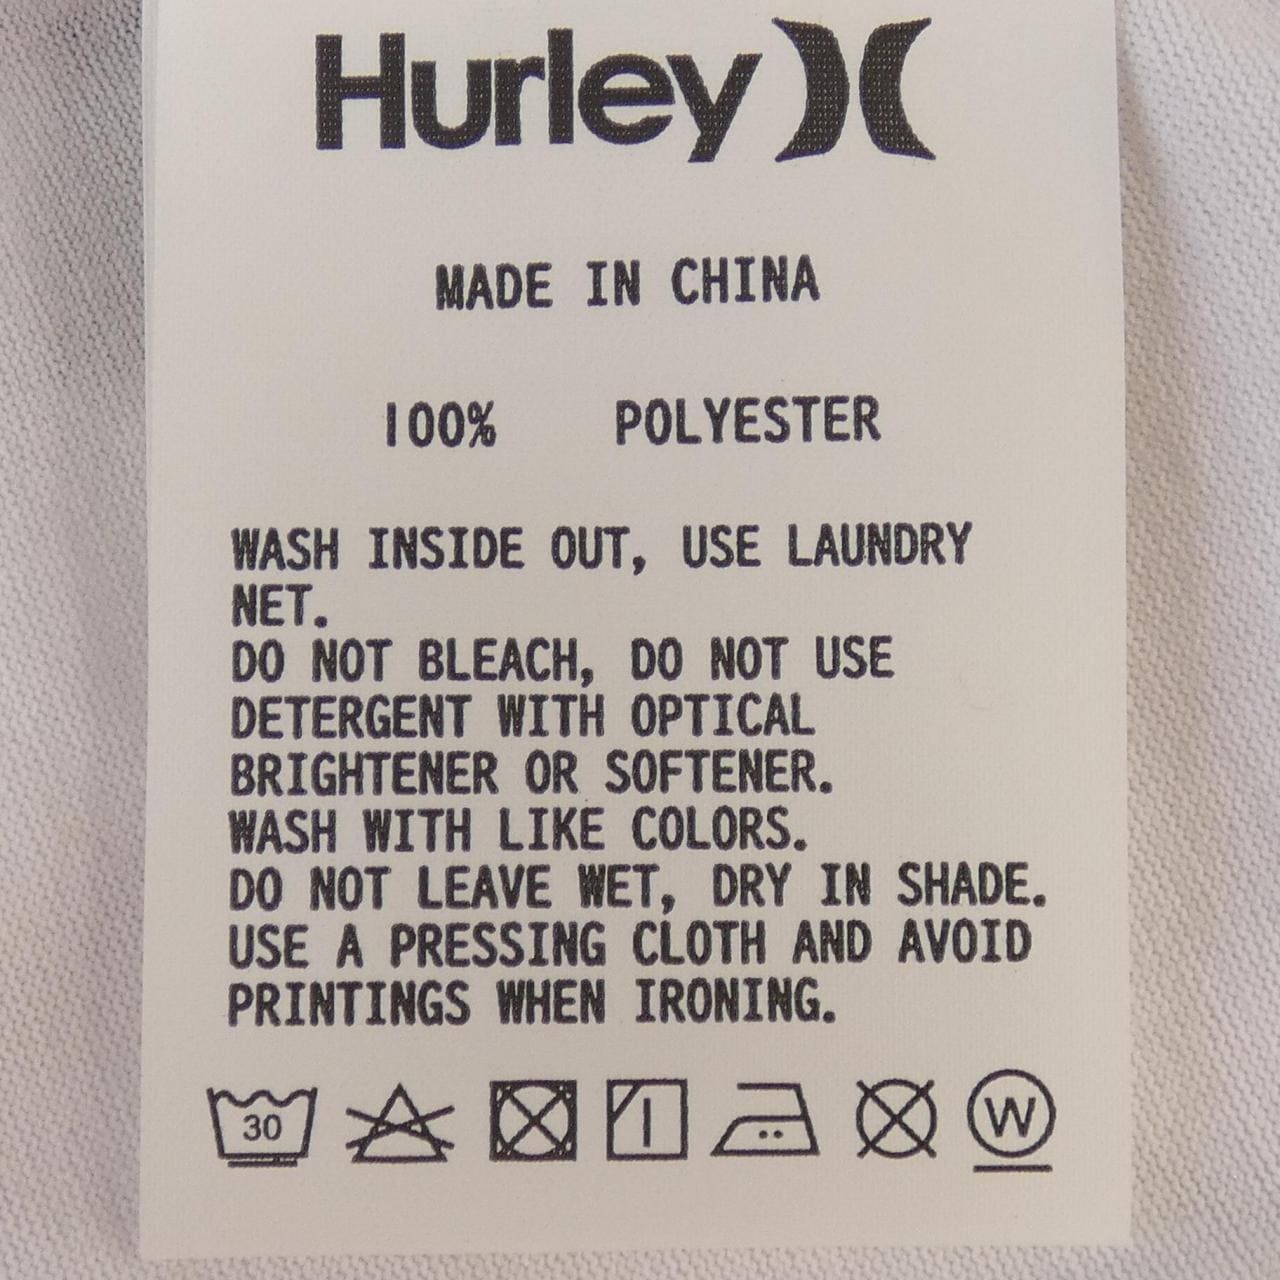 Hurley
MADE IN CHINA
100% POLYESTER
WASH INSIDE OUT, USE LAUNDRY
NET.
DO NOT BLEACH, DO NOT USE
DETERGENT WITH OPTICAL
BRIGHTENER OR SOFTENER.
WASH WITH LIKE COLORS.
DO NOT LEAVE WET, DRY IN SHADE.
USE A PRESSING CLOTH AND AVOID
PRINTINGS WHEN IRONING.
30 W